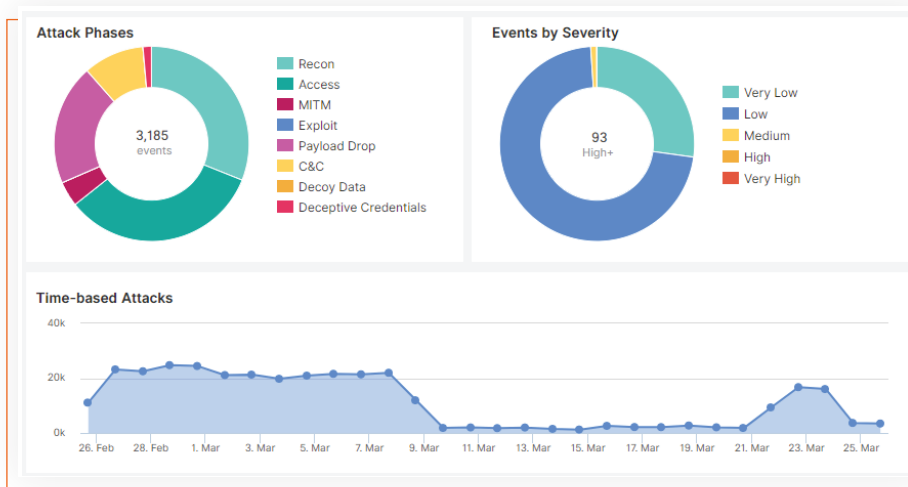 Attack Phases
3,185
events
Recon
Access
MITM
Exploit
Payload Drop
C&C
Decoy Data
Deceptive Credentials
Events by Severity
93
High+
Very Low
Low
Medium
High
Very High
Time-based Attacks
40k
20k
0k
26. Feb 28. Feb 1. Mar 3. Mar 5. Mar 7. Mar 9. Mar 11. Mar 13. Mar 15. Mar 17. Mar 19. Mar 21. Mar 23. Mar 25. Mar